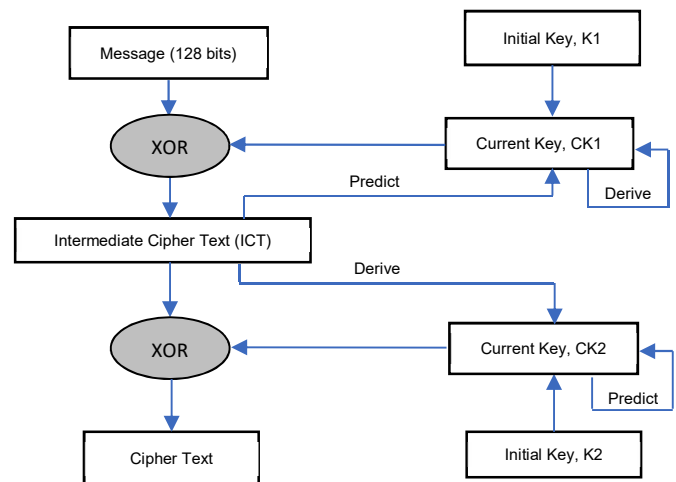 Initial Key, K1
Message (128 bits)
XOR
Current Key, CK1
Predict
Derive
Intermediate Cipher Text (ICT)
Derive
XOR
Current Key, CK2
Predict
Cipher Text
Initial Key, K2